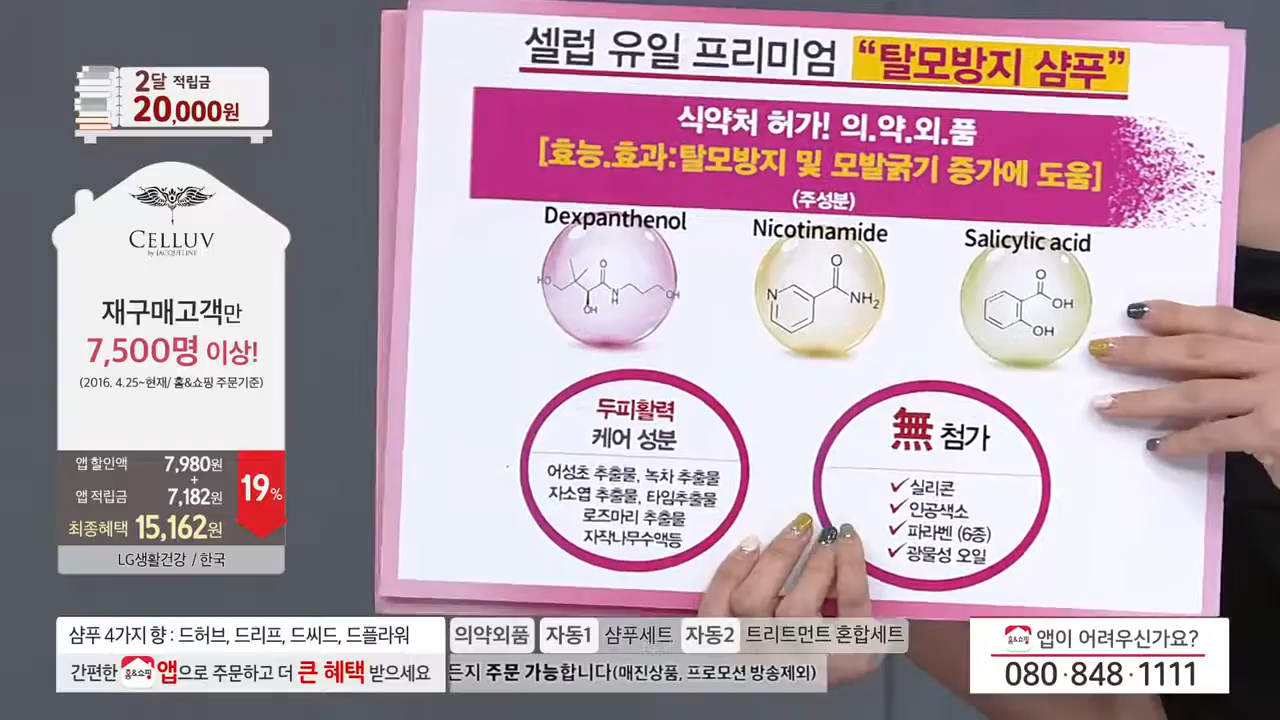 2달 적립금
20,000원
CELLUV
by JACQUELINE
재구매고객만
7,500명 이상!
(2016. 4.25~현재/ 홈&쇼핑 주문기준)
앱 할인액 7,980원
+
앱 적립금 7,182원
최종혜택 15,162원
19%
LG생활건강 / 한국
셀럽 유일 프리미엄 “탈모방지 샴푸”
식약처 허가! 의.약.외.품
[효능.효과:탈모방지 및 모발굵기 증가에 도움]
(주성분)
Dexpanthenol
Nicotinamide
Salicylic acid
HO O N H OH OH
O N NH₂
O OH OH
두피활력
케어 성분
어성초 추출물, 녹차 추출물
자소엽 추출물, 타임추출물
로즈마리 추출물
자작나무수액등
無 첨가
실리콘
인공색소
파라벤 (6종)
광물성 오일
샴푸 4가지 향 : 드허브, 드리프, 드씨드, 드플라워
의약외품 자동1 샴푸세트 자동2 트리트먼트 혼합세트
간편한 홈&쇼핑 앱으로 주문하고 더 큰 혜택 받으세요
든지 주문 가능합니다(매진상품, 프로모션 방송제외)
홈&쇼핑 앱이 어려우신가요?
080·848·1111